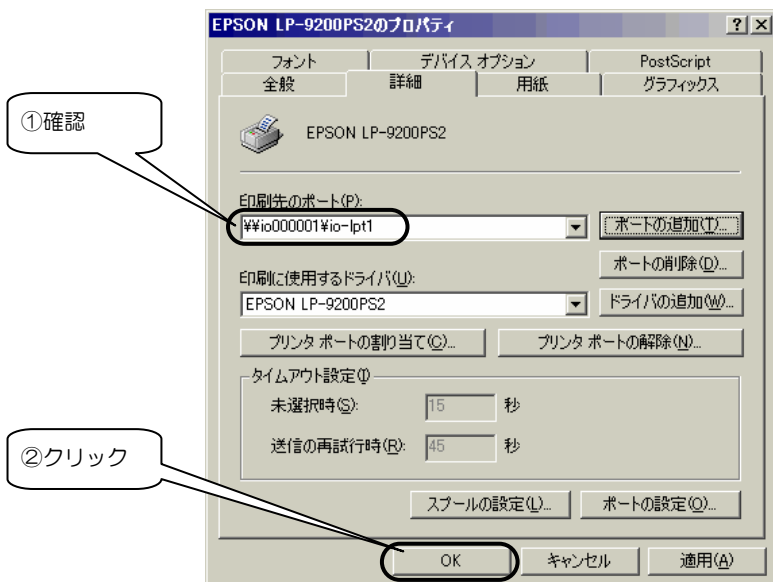 EPSON LP-9200PS2のプロパティ
フォント デバイス オプション PostScript
全般 詳細 用紙 グラフィックス
①確認
EPSON LP-9200PS2
印刷先のポート(P):
¥¥io000001¥io-lpt1
ポートの追加(T)...
ポートの削除(D)...
印刷に使用するドライバ(U):
EPSON LP-9200PS2
ドライバの追加(W)...
プリンタ ポートの割り当て(C)... プリンタ ポートの解除(N)...
タイムアウト設定(I)
未選択時(S): 15 秒
送信の再試行時(R): 45 秒
②クリック
スプールの設定(L)... ポートの設定(O)...
OK キャンセル 適用(A)